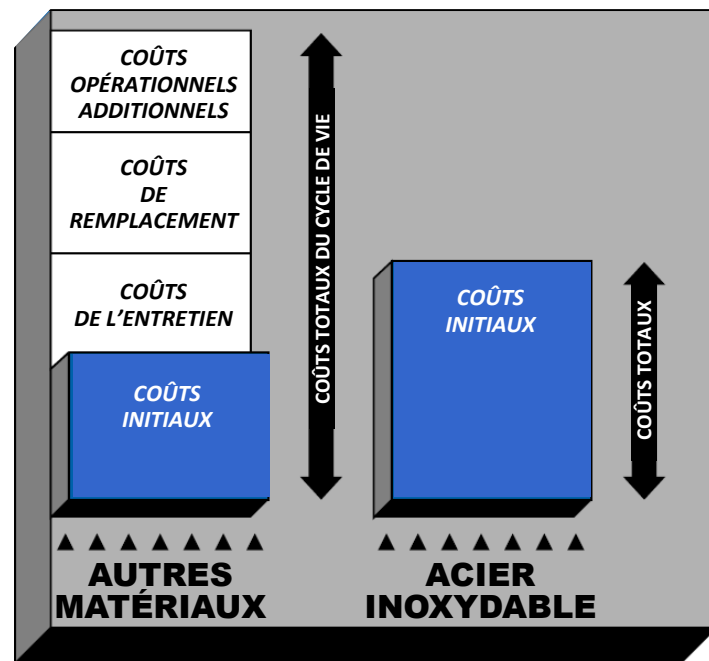 COÛTS
OPÉRATIONNELS
ADDITIONNELS
COÛTS
DE
REMPLACEMENT
COÛTS
DE L’ENTRETIEN
COÛTS
INITIAUX
COÛTS TOTAUX DU CYCLE DE VIE
COÛTS
INITIAUX
COÛTS TOTAUX
AUTRES
MATÉRIAUX
ACIER
INOXYDABLE